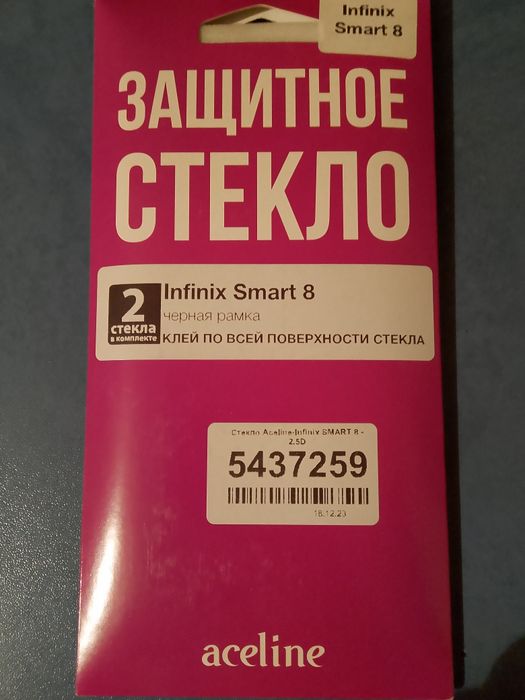 Infinix
Smart 8
ЗАЩИТНОЕ
СТЕКЛО
2
стекла
в комплекте
Infinix Smart 8
черная рамка
КЛЕЙ ПО ВСЕЙ ПОВЕРХНОСТИ СТЕКЛА
Стекло Aceline-Infinix SMART 8 -
2.5D
5437259
18.12.23
aceline